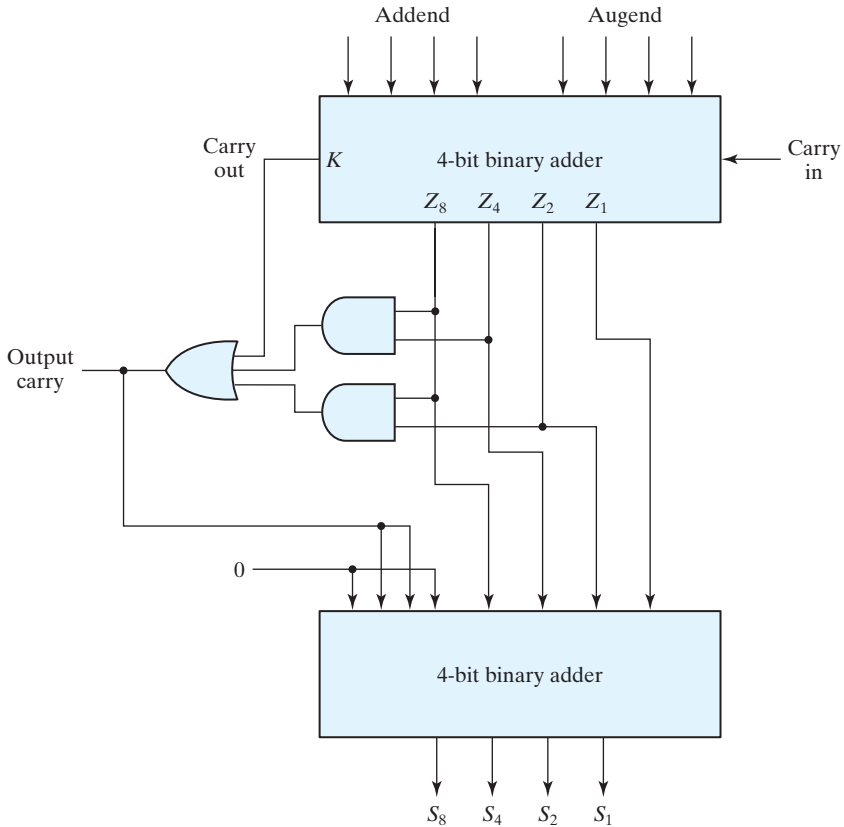 Addend
Augend
Carry
out
K
4-bit binary adder
Carry
in
Z8 Z4 Z2 Z1
Output
carry
0
4-bit binary adder
S8 S4 S2 S1